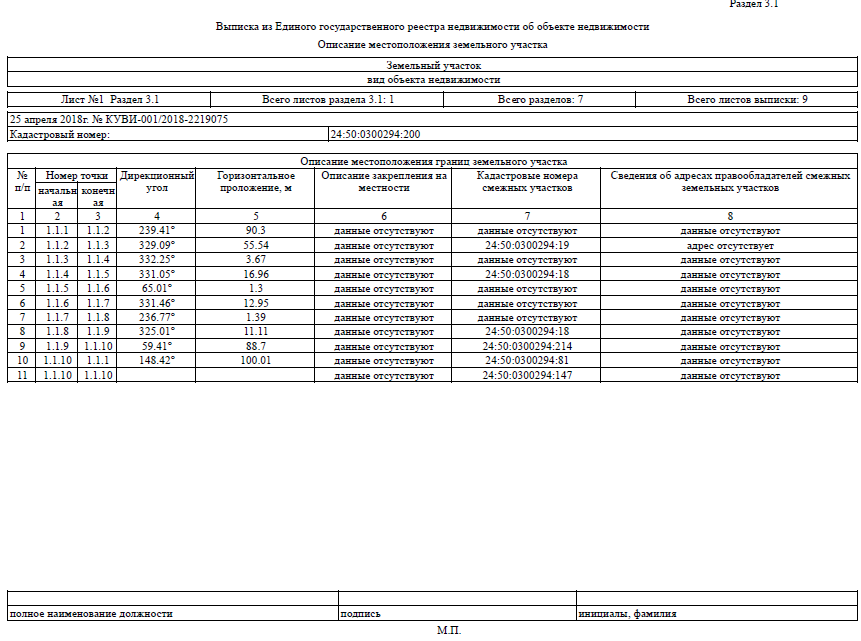 Раздел 3.1
Выписка из Единого государственного реестра недвижимости об объекте недвижимости
Описание местоположения земельного участка
Земельный участок
вид объекта недвижимости
Лист №1 Раздел 3.1 Всего листов раздела 3.1: 1 Всего разделов: 7 Всего листов выписки: 9
25 апреля 2018г. № КУВИ-001/2018-2219075
Кадастровый номер: 24:50:0300294:200
Описание местоположения границ земельного участка
№ п/п Номер точки Дирекционный угол Горизонтальное проложение, м Описание закрепления на местности Кадастровые номера смежных участков Сведения об адресах правообладателей смежных земельных участков
начальн ая конечн ая
1 2 3 4 5 6 7 8
1 1.1.1 1.1.2 239.41° 90.3 данные отсутствуют данные отсутствуют данные отсутствуют
2 1.1.2 1.1.3 329.09° 55.54 данные отсутствуют 24:50:0300294:19 адрес отсутствует
3 1.1.3 1.1.4 332.25° 3.67 данные отсутствуют данные отсутствуют данные отсутствуют
4 1.1.4 1.1.5 331.05° 16.96 данные отсутствуют 24:50:0300294:18 данные отсутствуют
5 1.1.5 1.1.6 65.01° 1.3 данные отсутствуют данные отсутствуют данные отсутствуют
6 1.1.6 1.1.7 331.46° 12.95 данные отсутствуют данные отсутствуют данные отсутствуют
7 1.1.7 1.1.8 236.77° 1.39 данные отсутствуют данные отсутствуют данные отсутствуют
8 1.1.8 1.1.9 325.01° 11.11 данные отсутствуют 24:50:0300294:18 данные отсутствуют
9 1.1.9 1.1.10 59.41° 88.7 данные отсутствуют 24:50:0300294:214 данные отсутствуют
10 1.1.10 1.1.1 148.42° 100.01 данные отсутствуют 24:50:0300294:81 данные отсутствуют
11 1.1.10 1.1.10 данные отсутствуют 24:50:0300294:147 данные отсутствуют
полное наименование должности подпись инициалы, фамилия
М.П.